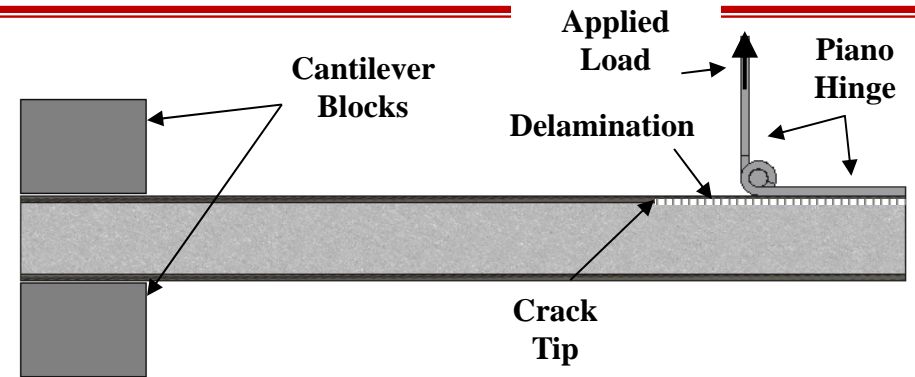 Applied
Load
Piano
Hinge
Cantilever
Blocks
Delamination
Crack
Tip